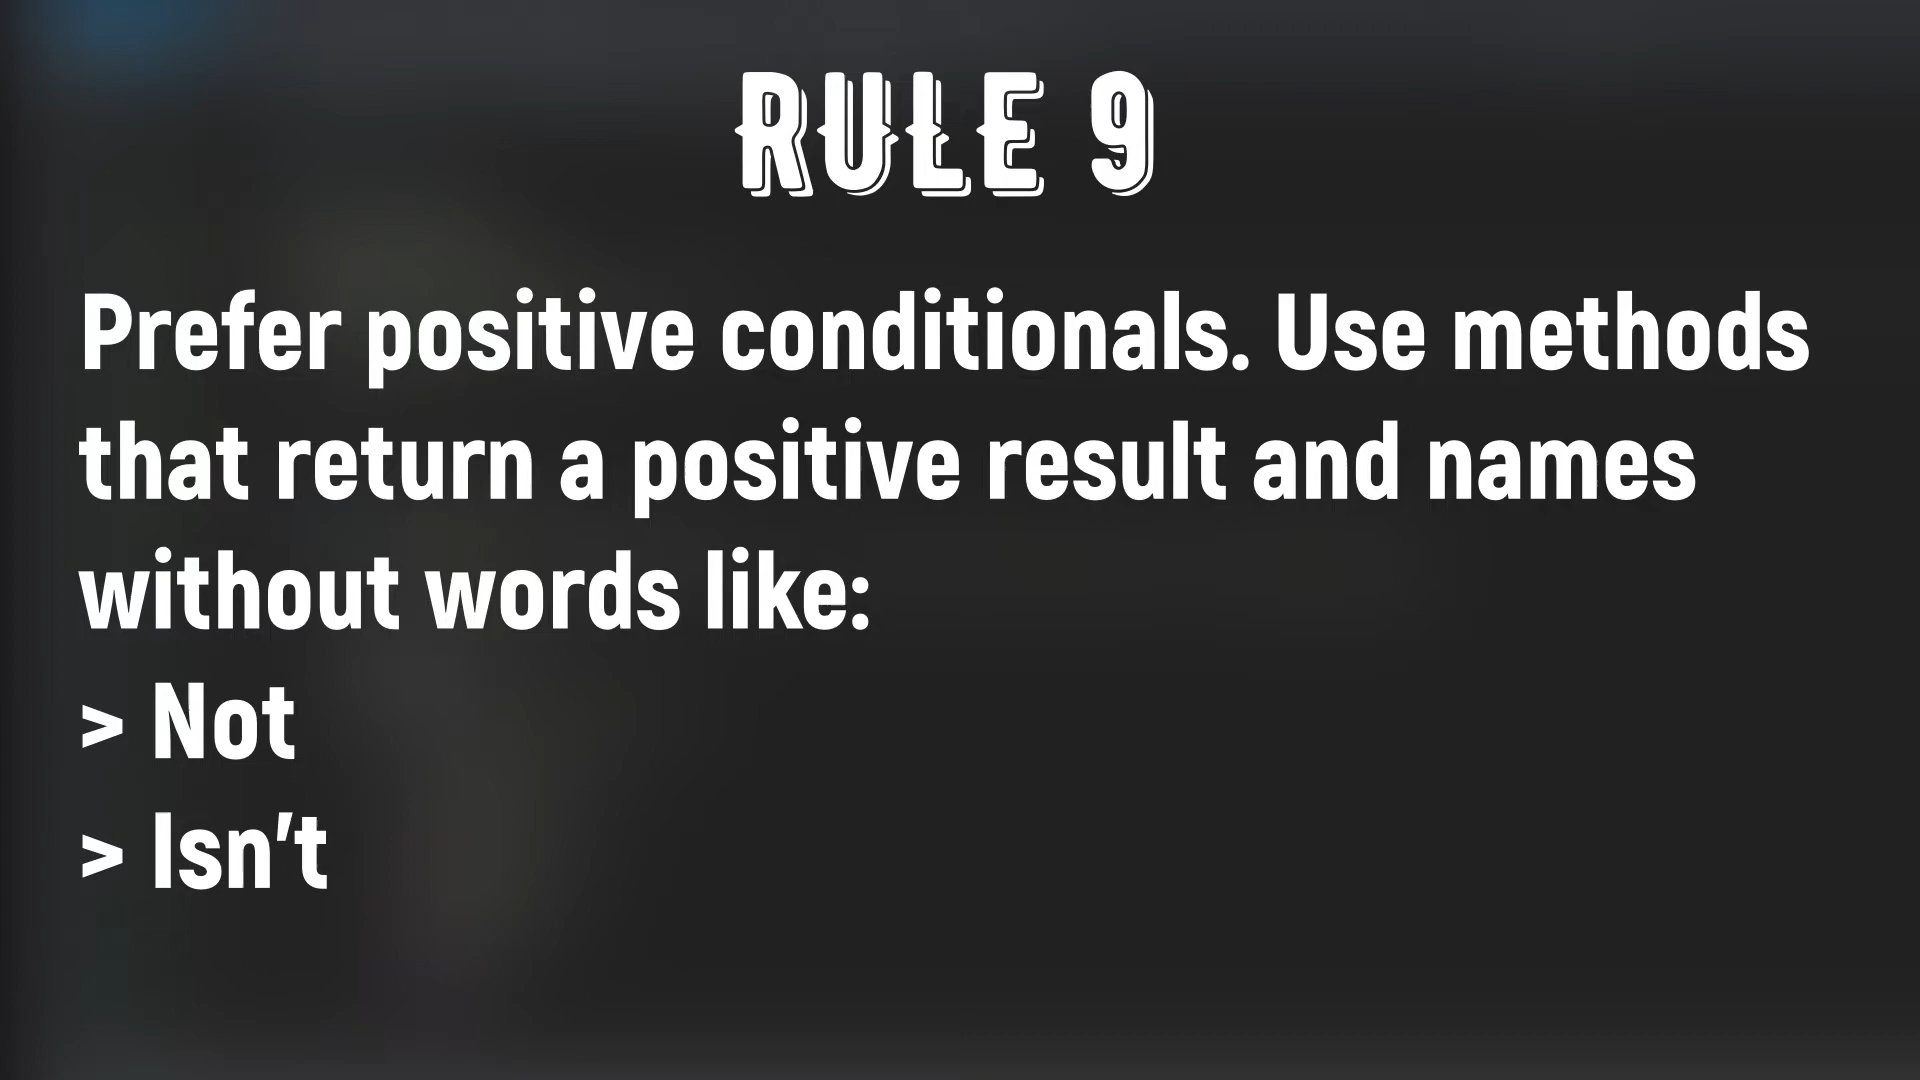 RULE 9
Prefer positive conditionals. Use methods
that return a positive result and names
without words like:
> Not
> Isn’t